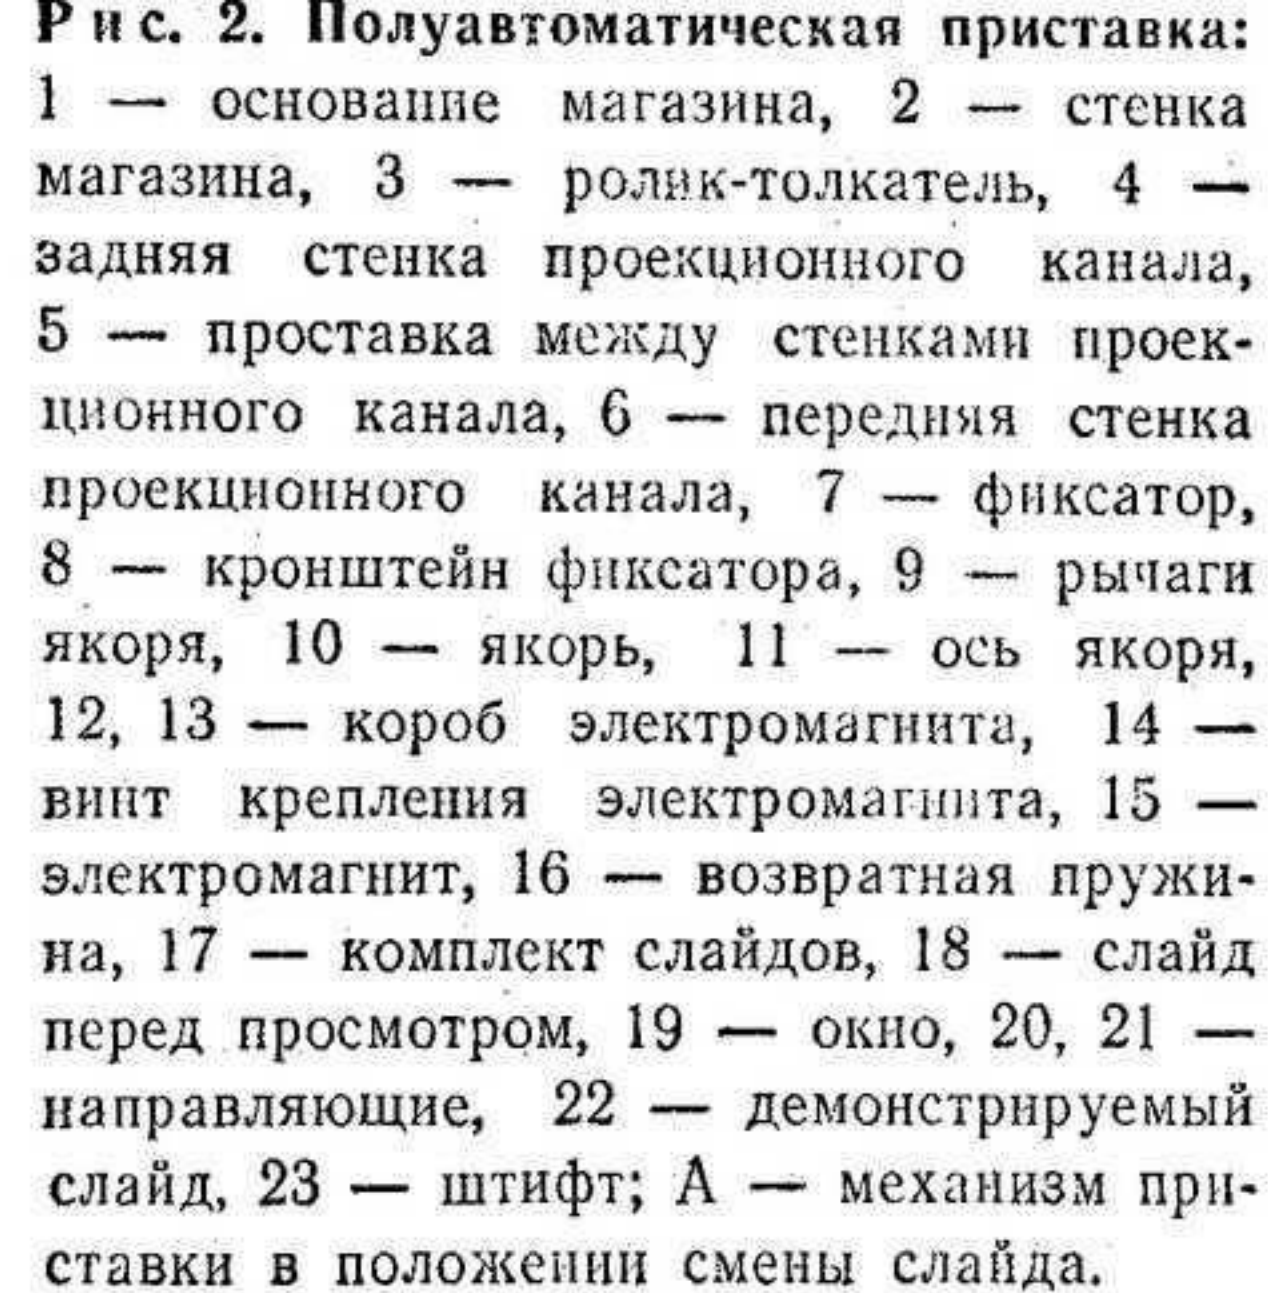 Рис. 2. Полуавтоматическая приставка:
1 — основание магазина, 2 — стенка
магазина, 3 — ролик-толкатель, 4 —
задняя стенка проекционного канала,
5 — проставка между стенками проек-
ционного канала, 6 — передняя стенка
проекционного канала, 7 — фиксатор,
8 — кронштейн фиксатора, 9 — рычаги
якоря, 10 — якорь, 11 — ось якоря,
12, 13 — короб электромагнита, 14 —
винт крепления электромагнита, 15 —
электромагнит, 16 — возвратная пружи-
на, 17 — комплект слайдов, 18 — слайд
перед просмотром, 19 — окно, 20, 21 —
направляющие, 22 — демонстрируемый
слайд, 23 — штифт; А — механизм при-
ставки в положении смены слайда.